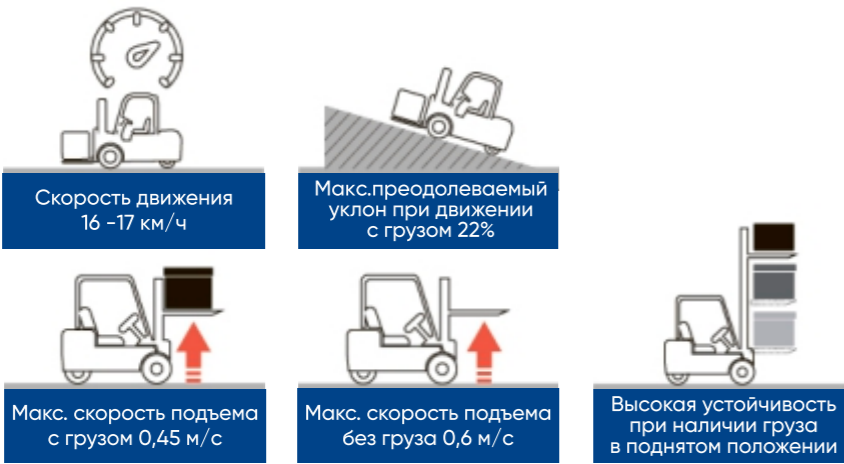 Скорость движения
16 -17 км/ч
Макс.преодолеваемый
уклон при движении
с грузом 22%
Макс. скорость подъема
с грузом 0,45 м/с
Макс. скорость подъема
без груза 0,6 м/с
Высокая устойчивость
при наличии груза
в поднятом положении